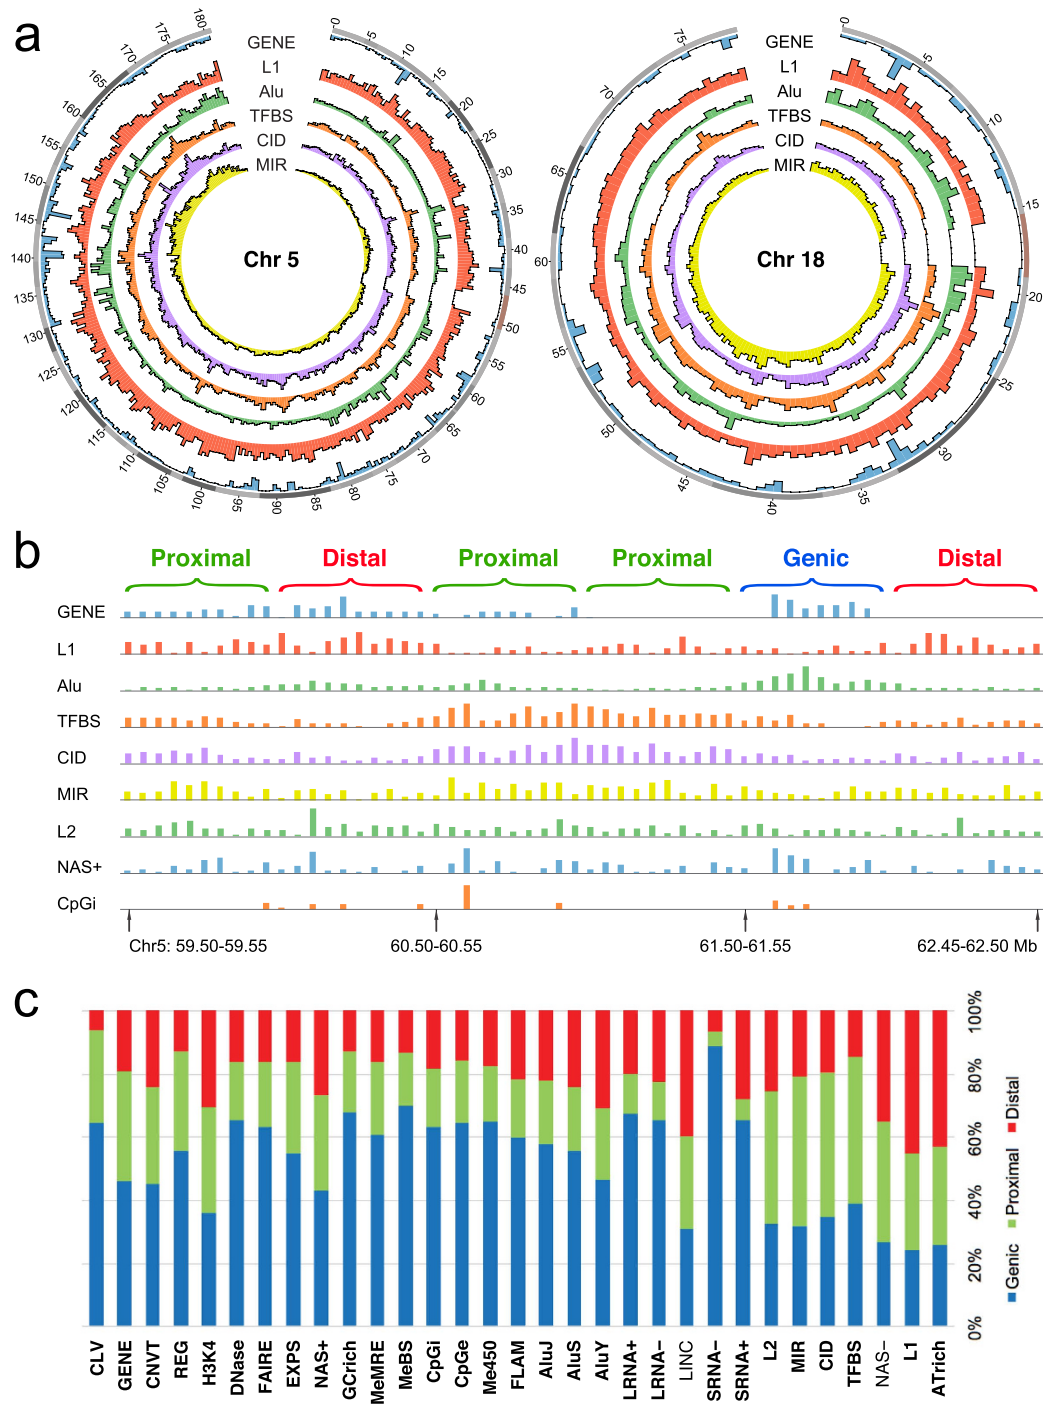 a
GENE
L1
Alu
TFBS
CID
MIR
Chr 5
0
5
10
15
20
25
30
35
40
45
50
55
60
65
70
75
80
85
90
95
100
105
110
115
120
125
130
135
140
145
150
155
160
165
170
175
180
GENE
L1
Alu
TFBS
CID
MIR
Chr 18
0
5
10
15
20
25
30
35
40
45
50
55
60
65
70
75
b
Proximal Distal Proximal Proximal Genic Distal
GENE
L1
Alu
TFBS
CID
MIR
L2
NAS+
CpGi
Chr5: 59.50-59.55 60.50-60.55 61.50-61.55 62.45-62.50 Mb
c
100%
80%
60%
40%
20%
0%
Genic Proximal Distal
CLV
GENE
CNVT
REG
H3K4
DNase
FAIRE
EXPS
NAS+
GCrich
MeMRE
MeBS
CpGi
CpGe
Me450
FLAM
AluJ
AluS
AluY
LRNA+
LRNA−
LINC
SRNA−
SRNA+
L2
MIR
CID
TFBS
NAS−
L1
ATrich